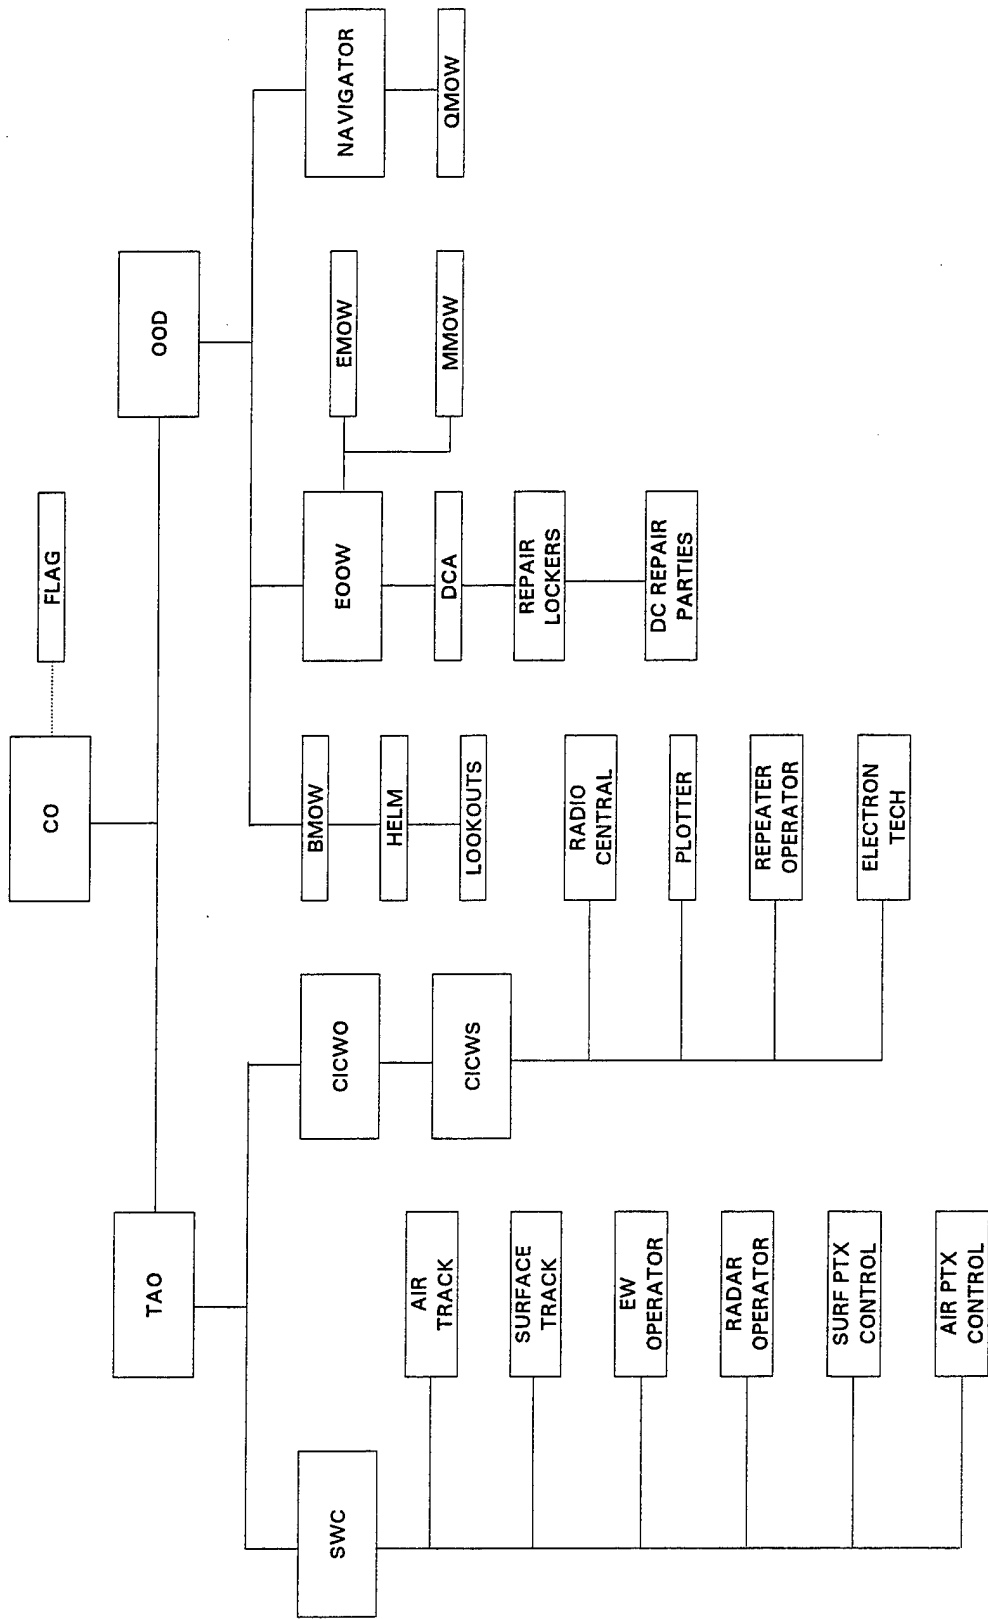 CO
FLAG
TAO
OOD
SWC
CICWO
BMOW
EOOW
EMOW
NAVIGATOR
AIR
TRACK
CICWS
HELM
DCA
MMOW
QMOW
SURFACE
TRACK
LOOKOUTS
REPAIR
LOCKERS
EW
OPERATOR
RADIO
CENTRAL
DC REPAIR
PARTIES
RADAR
OPERATOR
PLOTTER
SURF PTX
CONTROL
REPEATER
OPERATOR
AIR PTX
CONTROL
ELECTRON
TECH